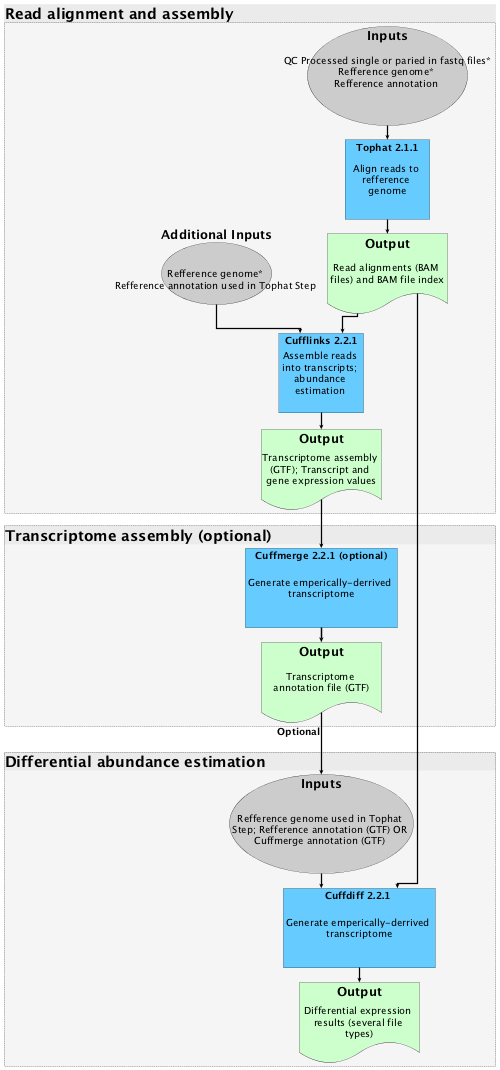 Read alignment and assembly
Inputs
QC Processed single or paried in fastq files*
Refference genome*
Refference annotation
Tophat 2.1.1
Align reads to
refference
genome
Additional Inputs
Refference genome*
Refference annotation used in Tophat Step
Output
Read alignments (BAM
files) and BAM file index
Cufflinks 2.2.1
Assemble reads
into transcripts;
abundance
estimation
Output
Transcriptome assembly
(GTF); Transcript and
gene expression values
Transcriptome assembly (optional)
Cuffmerge 2.2.1 (optional)
Generate emperically-derrived
transcriptome
Output
Transcriptome
annotation file (GTF)
Optional
Differential abundance estimation
Inputs
Refference genome used in Tophat
Step; Refference annotation (GTF) OR
Cuffmerge annotation (GTF)
Cuffdiff 2.2.1
Generate emperically-derrived
transcriptome
Output
Differential expression
results (several file
types)